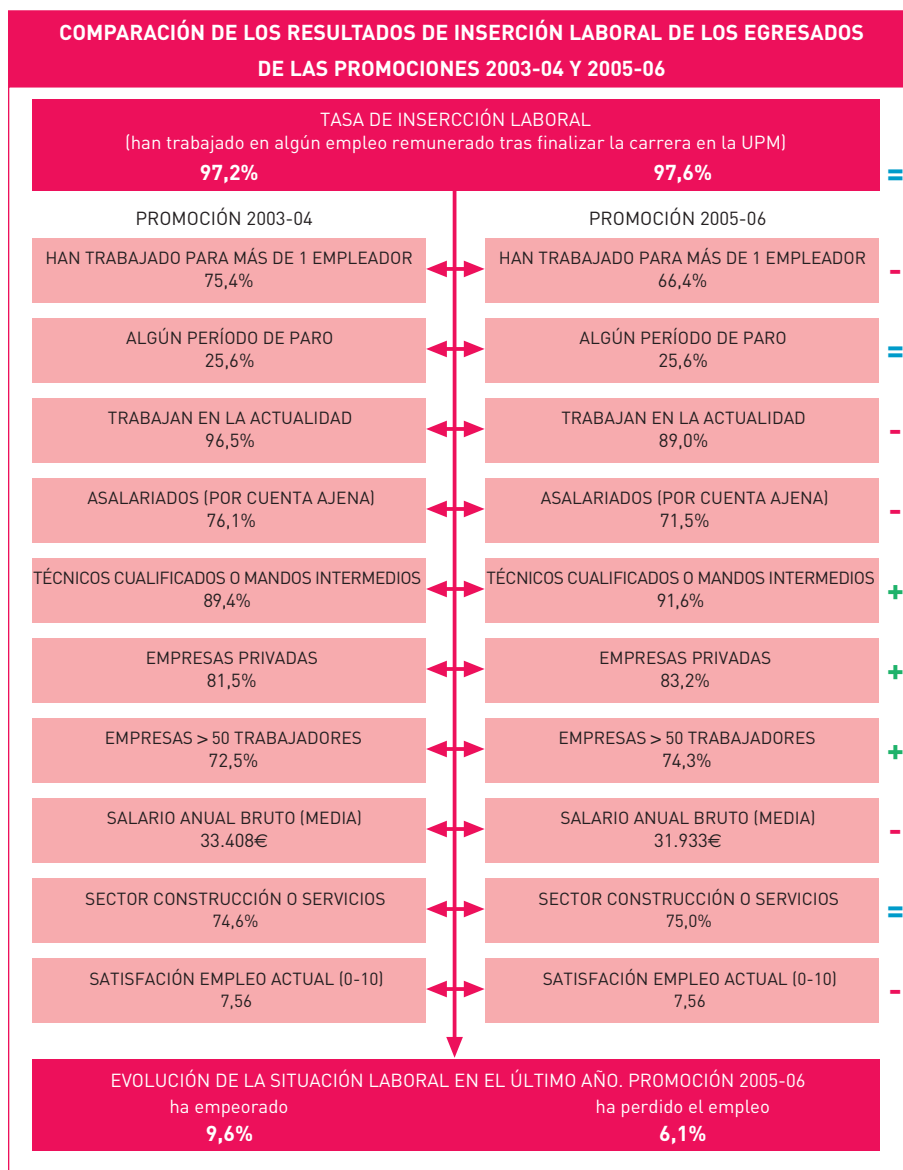 COMPARACIÓN DE LOS RESULTADOS DE INSERCIÓN LABORAL DE LOS EGRESADOS
DE LAS PROMOCIONES 2003-04 Y 2005-06
TASA DE INSERCCIÓN LABORAL
(han trabajado en algún empleo remunerado tras finalizar la carrera en la UPM)
97,2% 97,6% =
PROMOCIÓN 2003-04 PROMOCIÓN 2005-06
HAN TRABAJADO PARA MÁS DE 1 EMPLEADOR HAN TRABAJADO PARA MÁS DE 1 EMPLEADOR -
75,4% 66,4%
ALGÚN PERÍODO DE PARO ALGÚN PERÍODO DE PARO =
25,6% 25,6%
TRABAJAN EN LA ACTUALIDAD TRABAJAN EN LA ACTUALIDAD -
96,5% 89,0%
ASALARIADOS (POR CUENTA AJENA) ASALARIADOS (POR CUENTA AJENA) -
76,1% 71,5%
TÉCNICOS CUALIFICADOS O MANDOS INTERMEDIOS TÉCNICOS CUALIFICADOS O MANDOS INTERMEDIOS +
89,4% 91,6%
EMPRESAS PRIVADAS EMPRESAS PRIVADAS +
81,5% 83,2%
EMPRESAS > 50 TRABAJADORES EMPRESAS > 50 TRABAJADORES +
72,5% 74,3%
SALARIO ANUAL BRUTO (MEDIA) SALARIO ANUAL BRUTO (MEDIA) -
33.408€ 31.933€
SECTOR CONSTRUCCIÓN O SERVICIOS SECTOR CONSTRUCCIÓN O SERVICIOS =
74,6% 75,0%
SATISFACIÓN EMPLEO ACTUAL (0-10) SATISFACIÓN EMPLEO ACTUAL (0-10) -
7,56 7,56
EVOLUCIÓN DE LA SITUACIÓN LABORAL EN EL ÚLTIMO AÑO. PROMOCIÓN 2005-06
ha empeorado ha perdido el empleo
9,6% 6,1%